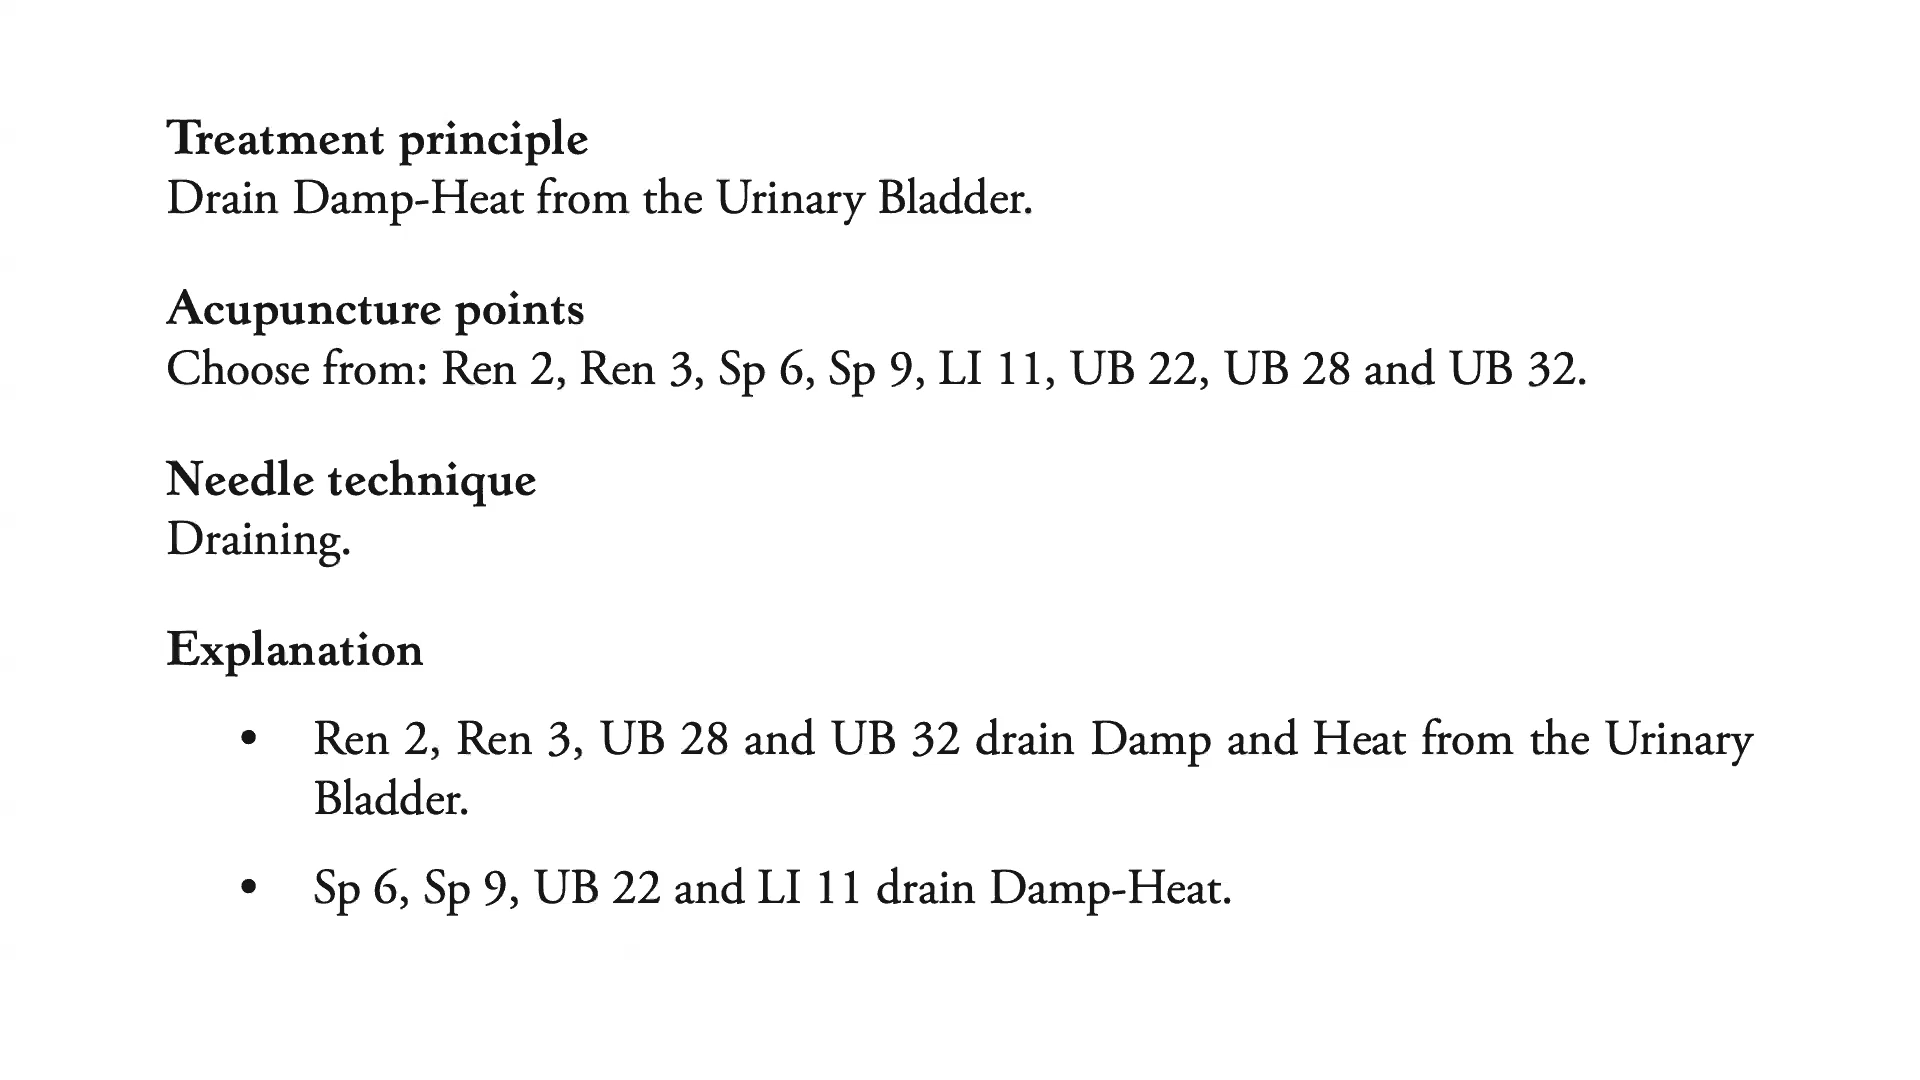 Treatment principle
Drain Damp-Heat from the Urinary Bladder.
Acupuncture points
Choose from: Ren 2, Ren 3, Sp 6, Sp 9, LI 11, UB 22, UB 28 and UB 32.
Needle technique
Draining.
Explanation
• Ren 2, Ren 3, UB 28 and UB 32 drain Damp and Heat from the Urinary
Bladder.
• Sp 6, Sp 9, UB 22 and LI 11 drain Damp-Heat.